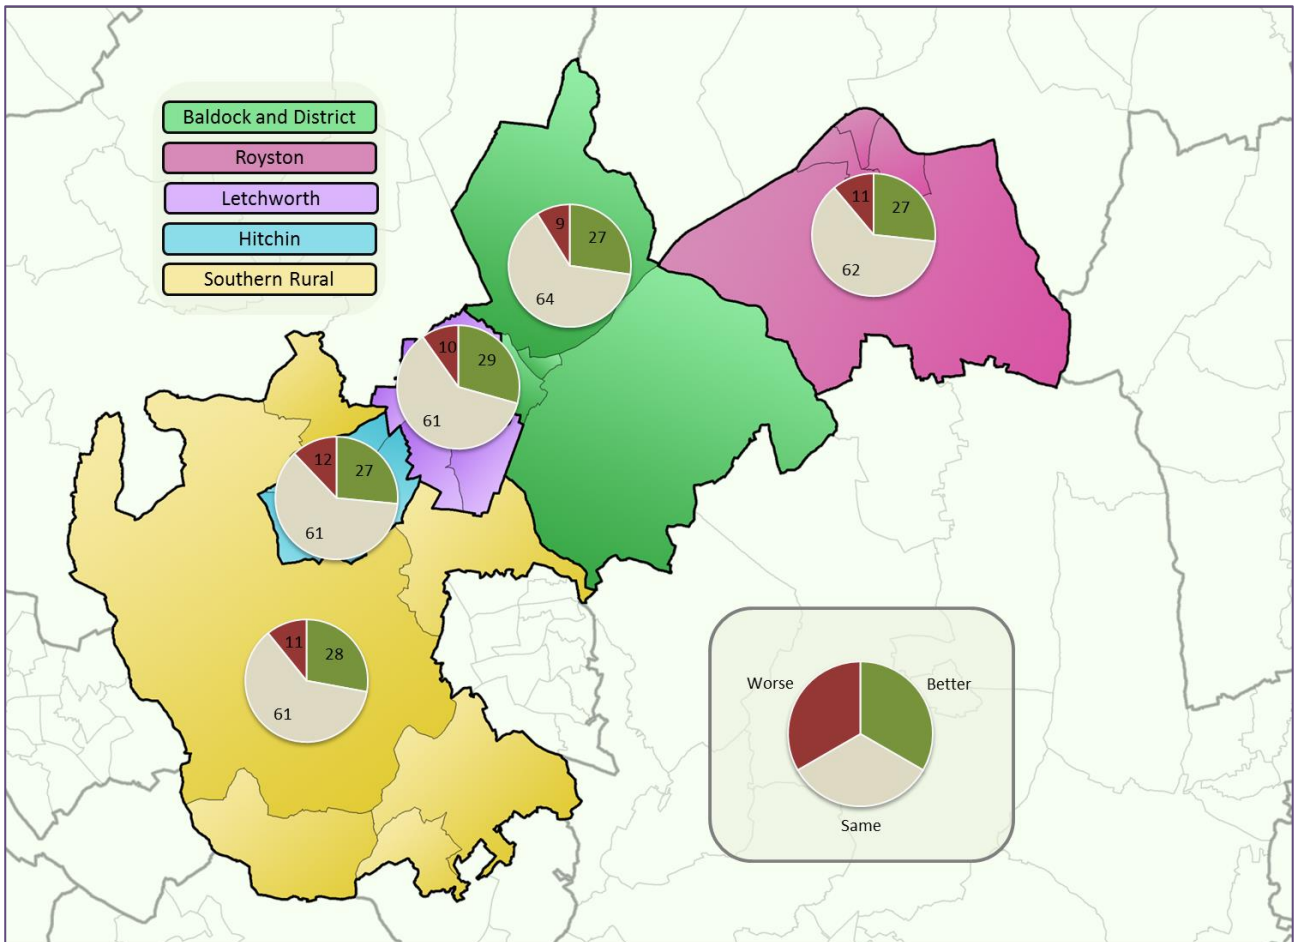 Baldock and District
Royston
Letchworth
Hitchin
Southern Rural
11
27
62
9
27
64
10
29
61
12
27
61
11
28
61
Worse
Better
Same